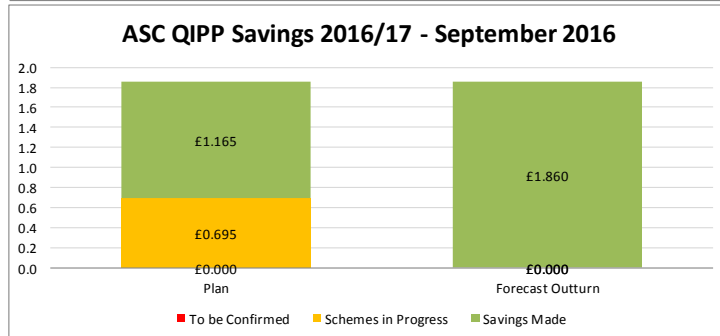 ASC QIPP Savings 2016/17 - September 2016
2.0
1.8
1.6
1.4
1.2
1.0
0.8
0.6
0.4
0.2
0.0
£1.165
£1.860
£0.695
£0.000
£0.000
Plan
Forecast Outturn
To be Confirmed
Schemes in Progress
Savings Made